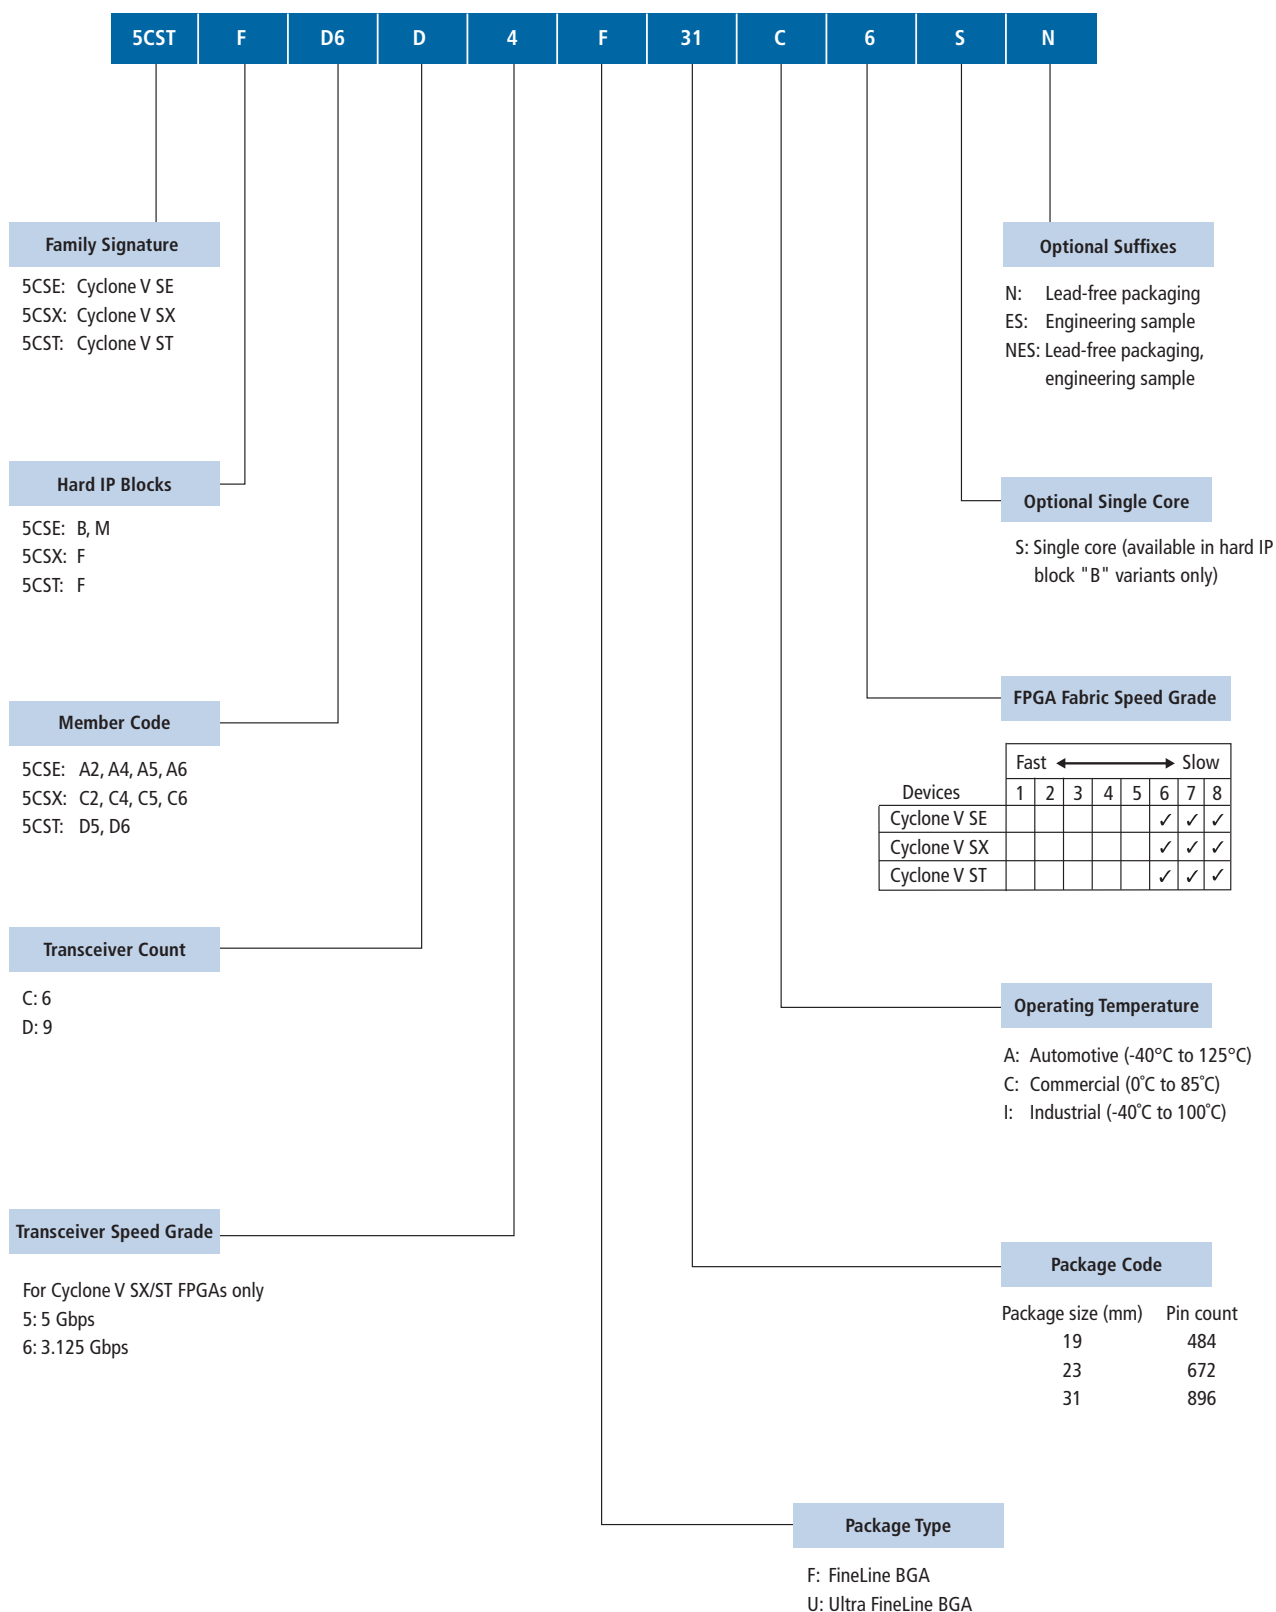 5CST F D6 D 4 F 31 C 6 S N
Family Signature
5CSE: Cyclone V SE
5CSX: Cyclone V SX
5CST: Cyclone V ST
Hard IP Blocks
5CSE: B, M
5CSX: F
5CST: F
Member Code
5CSE: A2, A4, A5, A6
5CSX: C2, C4, C5, C6
5CST: D5, D6
Transceiver Count
C: 6
D: 9
Transceiver Speed Grade
For Cyclone V SX/ST FPGAs only
5: 5 Gbps
6: 3.125 Gbps
Optional Suffixes
N: Lead-free packaging
ES: Engineering sample
NES: Lead-free packaging,
engineering sample
Optional Single Core
S: Single core (available in hard IP
block "B" variants only)
FPGA Fabric Speed Grade
Fast Slow
Devices 1 2 3 4 5 6 7 8
Cyclone V SE ✓ ✓ ✓
Cyclone V SX ✓ ✓ ✓
Cyclone V ST ✓ ✓ ✓
Operating Temperature
A: Automotive (-40°C to 125°C)
C: Commercial (0°C to 85°C)
I: Industrial (-40°C to 100°C)
Package Code
Package size (mm) Pin count
19 484
23 672
31 896
Package Type
F: FineLine BGA
U: Ultra FineLine BGA